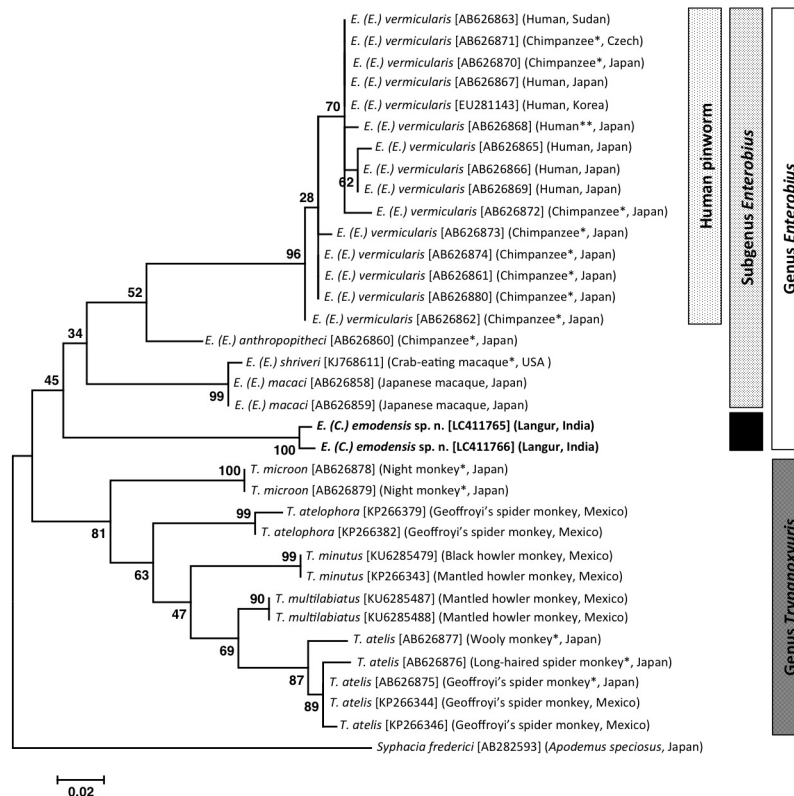 E. (E.) vermicularis [AB626863] (Human, Sudan)
E. (E.) vermicularis [AB626871] (Chimpanzee*, Czech)
E. (E.) vermicularis [AB626870] (Chimpanzee*, Japan)
E. (E.) vermicularis [AB626867] (Human, Japan)
E. (E.) vermicularis [EU281143] (Human, Korea)
70
E. (E.) vermicularis [AB626868] (Human**, Japan)
E. (E.) vermicularis [AB626865] (Human, Japan)
E. (E.) vermicularis [AB626866] (Human, Japan)
62
E. (E.) vermicularis [AB626869] (Human, Japan)
28
E. (E.) vermicularis [AB626872] (Chimpanzee*, Japan)
E. (E.) vermicularis [AB626873] (Chimpanzee*, Japan)
96
E. (E.) vermicularis [AB626874] (Chimpanzee*, Japan)
E. (E.) vermicularis [AB626861] (Chimpanzee*, Japan)
52
E. (E.) vermicularis [AB626880] (Chimpanzee*, Japan)
E. (E.) vermicularis [AB626862] (Chimpanzee*, Japan)
34
E. (E.) anthropopitheci [AB626860] (Chimpanzee*, Japan)
E. (E.) shriveri [KJ768611] (Crab-eating macaque*, USA )
45
E. (E.) macaci [AB626858] (Japanese macaque, Japan)
99
E. (E.) macaci [AB626859] (Japanese macaque, Japan)
E. (C.) emodensis sp. n. [LC411765] (Langur, India)
100
E. (C.) emodensis sp. n. [LC411766] (Langur, India)
100
T. microon [AB626878] (Night monkey*, Japan)
T. microon [AB626879] (Night monkey*, Japan)
99
T. atelophora [KP266379] (Geoffroyi's spider monkey, Mexico)
81
T. atelophora [KP266382] (Geoffroyi's spider monkey, Mexico)
99
T. minutus [KU6285479] (Black howler monkey, Mexico)
63
T. minutus [KP266343] (Mantled howler monkey, Mexico)
90
T. multilabiatus [KU6285487] (Mantled howler monkey, Mexico)
47
T. multilabiatus [KU6285488] (Mantled howler monkey, Mexico)
T. atelis [AB626877] (Wooly monkey*, Japan)
69
T. atelis [AB626876] (Long-haired spider monkey*, Japan)
87
T. atelis [AB626875] (Geoffroyi's spider monkey*, Japan)
89
T. atelis [KP266344] (Geoffroyi's spider monkey, Mexico)
T. atelis [KP266346] (Geoffroyi's spider monkey, Mexico)
Syphacia frederici [AB282593] (Apodemus speciosus, Japan)
0.02
Human pinworm
Subgenus Enterobius
Genus Enterobius
Genus Trypanoxyuris